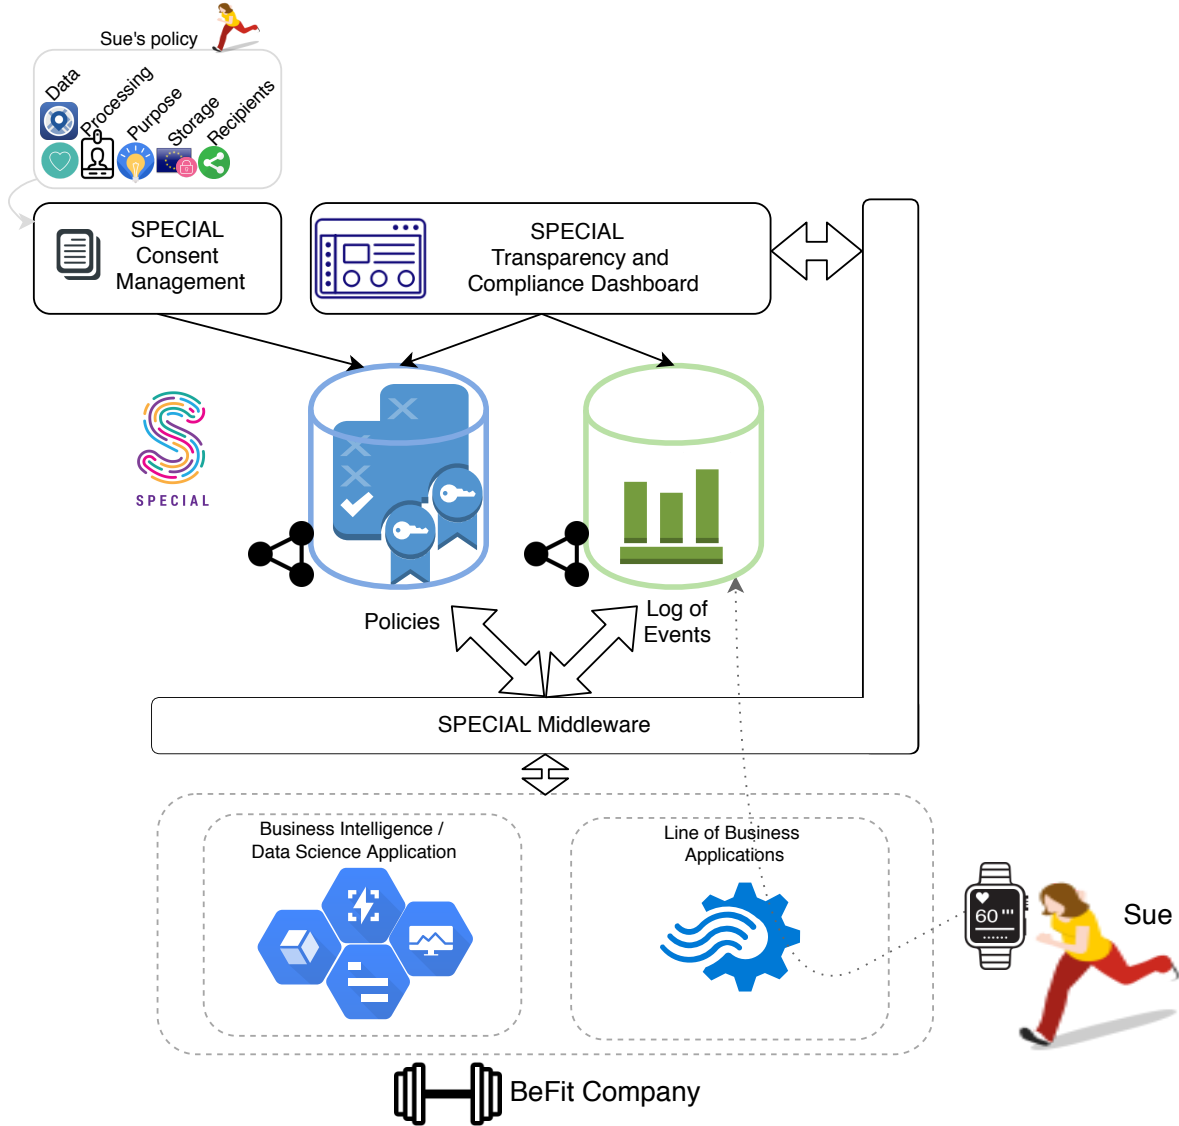 Sue's policy
Data
Processing
Purpose
Storage
Recipients
SPECIAL
Consent
Management
SPECIAL
Transparency and
Compliance Dashboard
SPECIAL
Policies
Log of
Events
SPECIAL Middleware
Business Intelligence /
Data Science Application
Line of Business
Applications
60
Sue
BeFit Company